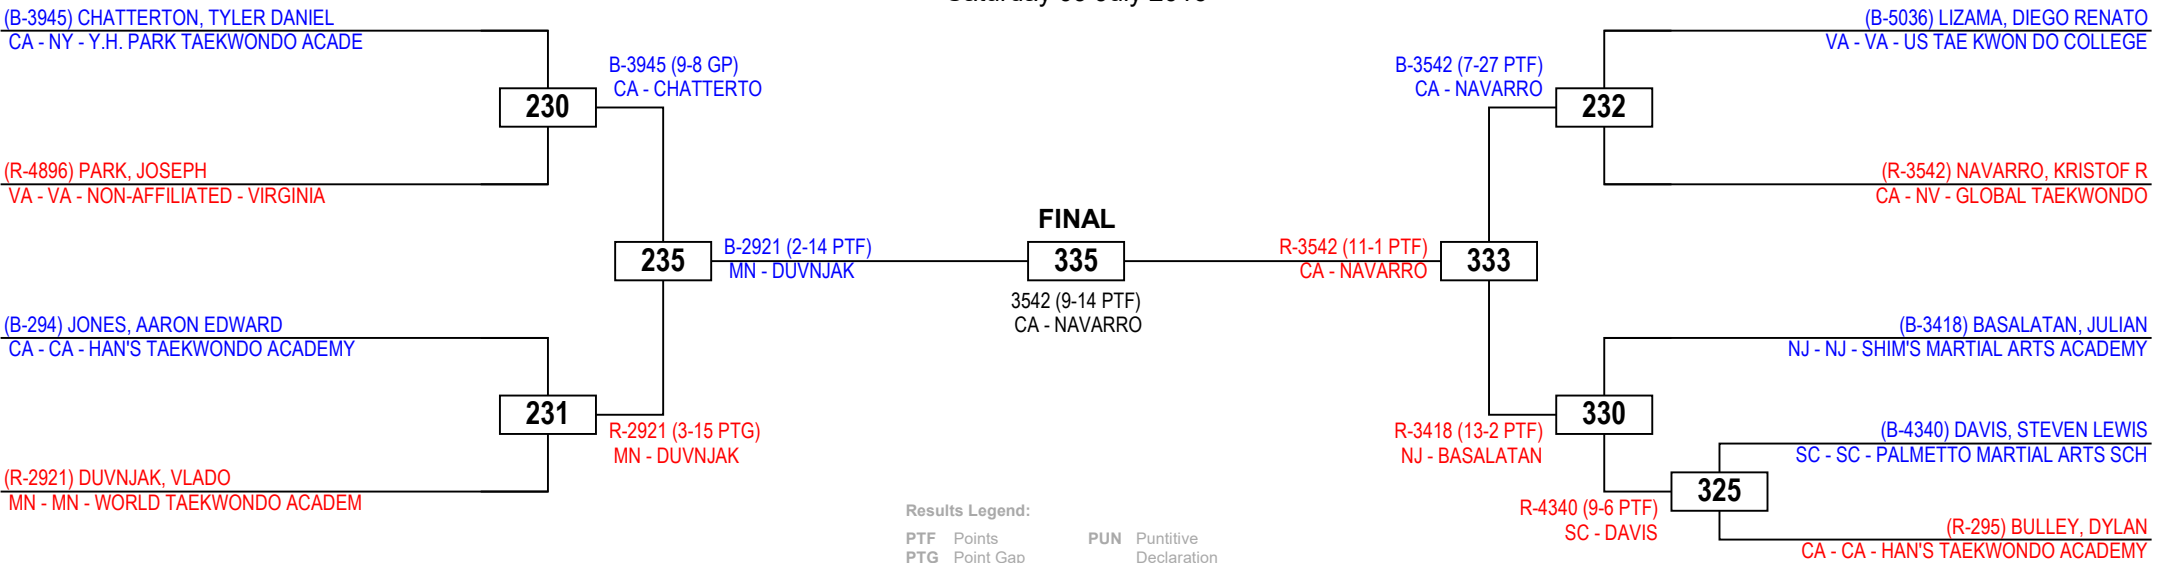 (B-3945) CHATTERTON, TYLER DANIEL
CA - NY - Y.H. PARK TAEKWONDO ACADE
B-3945 (9-8 GP)
CA - CHATTERTO
230
(R-4896) PARK, JOSEPH
VA - VA - NON-AFFILIATED - VIRGINIA
235
B-2921 (2-14 PTF)
MN - DUVNJAK
(B-294) JONES, AARON EDWARD
CA - CA - HAN'S TAEKWONDO ACADEMY
231
R-2921 (3-15 PTG)
MN - DUVNJAK
(R-2921) DUVNJAK, VLADO
MN - MN - WORLD TAEKWONDO ACADEM
FINAL
335
3542 (9-14 PTF)
CA - NAVARRO
(B-5036) LIZAMA, DIEGO RENATO
VA - VA - US TAE KWON DO COLLEGE
B-3542 (7-27 PTF)
CA - NAVARRO
232
(R-3542) NAVARRO, KRISTOF R
CA - NV - GLOBAL TAEKWONDO
R-3542 (11-1 PTF)
CA - NAVARRO
333
(B-3418) BASALATAN, JULIAN
NJ - NJ - SHIM'S MARTIAL ARTS ACADEMY
330
R-3418 (13-2 PTF)
NJ - BASALATAN
(B-4340) DAVIS, STEVEN LEWIS
SC - SC - PALMETTO MARTIAL ARTS SCH
325
R-4340 (9-6 PTF)
SC - DAVIS
(R-295) BULLEY, DYLAN
CA - CA - HAN'S TAEKWONDO ACADEMY
Results Legend:
PTF Points
PTG Point Gap
PUN Puntitive
Declaration